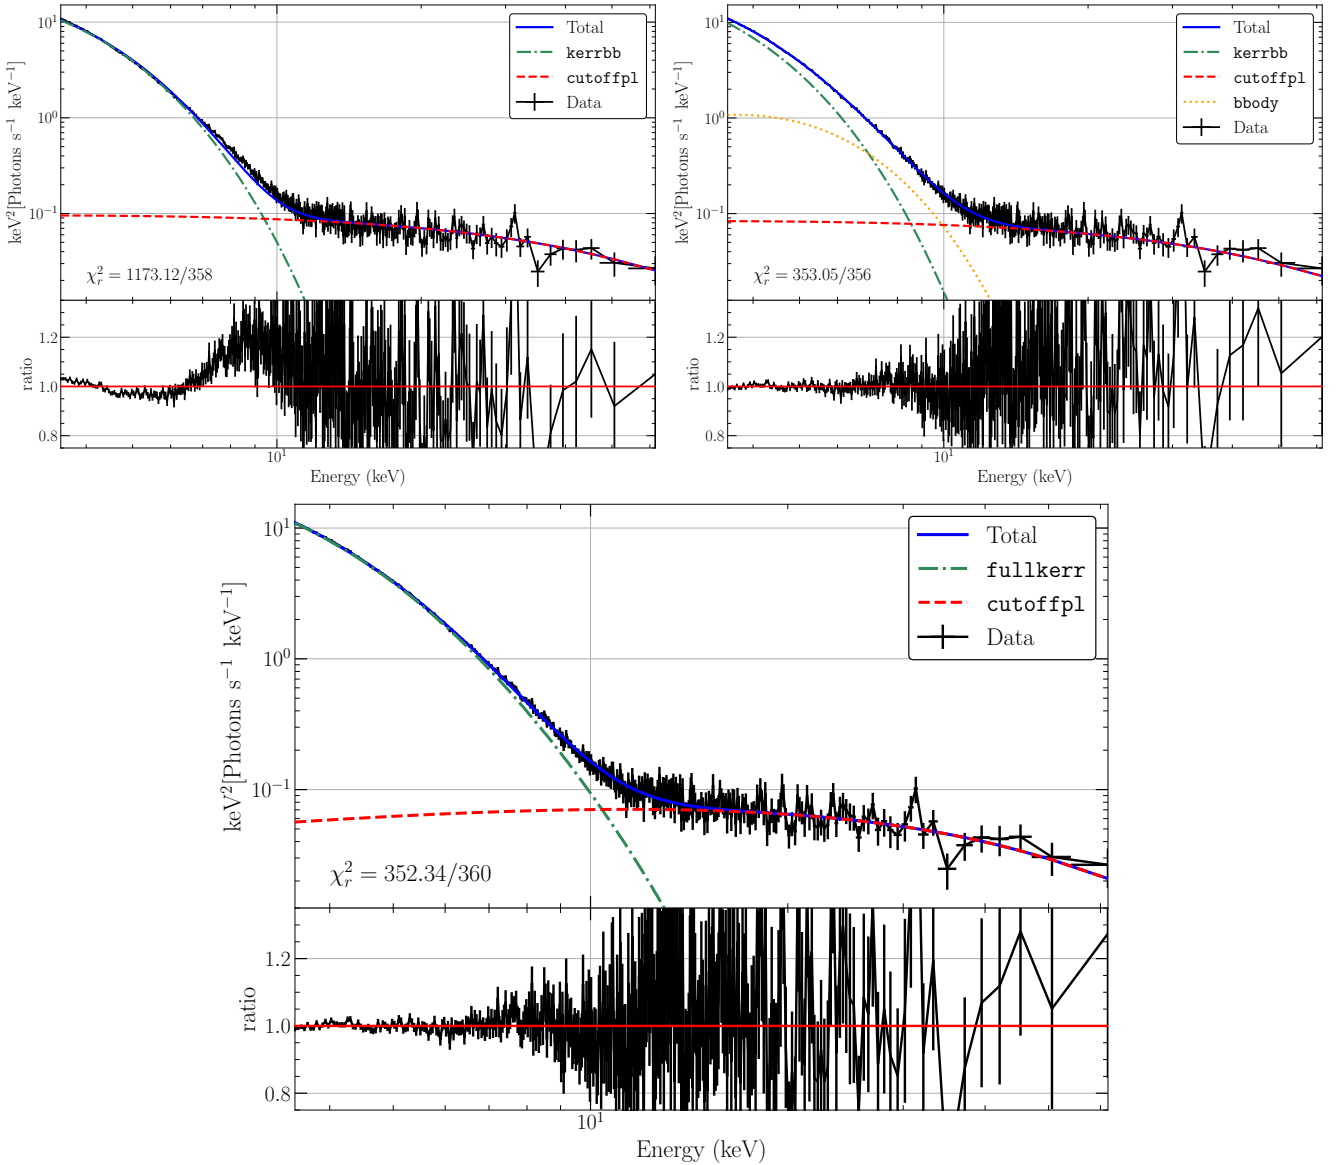 keV²[Photons s⁻¹ keV⁻¹]
10¹
10⁰
10⁻¹
Total
kerrbb
cutoffpl
Data
χ²ᵣ = 1173.12/358
ratio
1.2
1.0
0.8
10¹
Energy (keV)
keV²[Photons s⁻¹ keV⁻¹]
10¹
10⁰
10⁻¹
Total
kerrbb
cutoffpl
bbody
Data
χ²ᵣ = 353.05/356
ratio
1.2
1.0
0.8
10¹
Energy (keV)
keV²[Photons s⁻¹ keV⁻¹]
10¹
10⁰
10⁻¹
Total
fullkerr
cutoffpl
Data
χ²ᵣ = 352.34/360
ratio
1.2
1.0
0.8
10¹
Energy (keV)